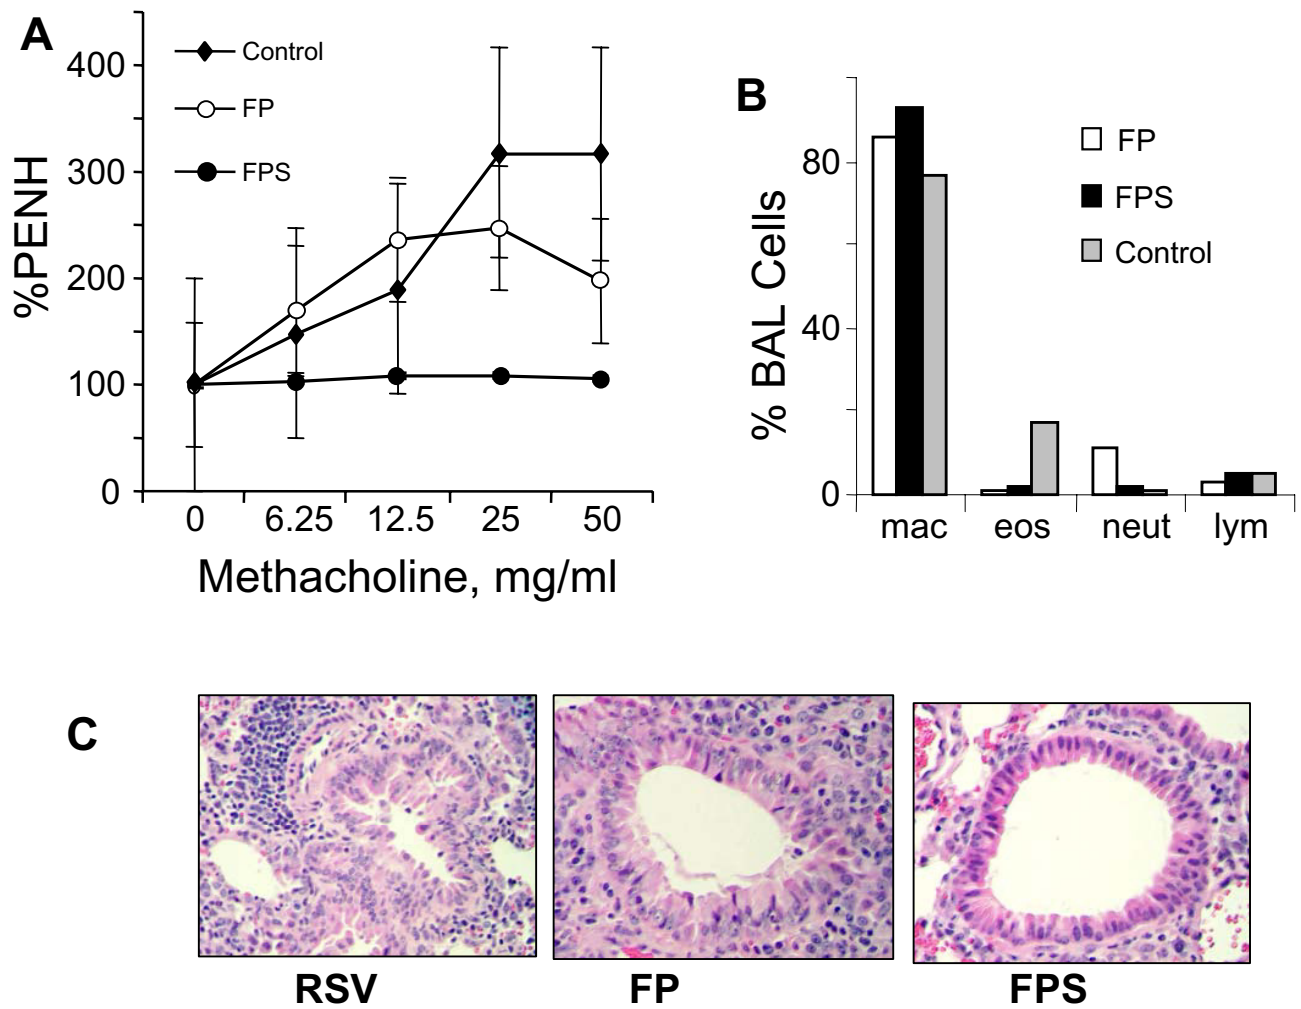 A
Control
FP
FPS
400
300
200
100
0
%PENH
0 6.25 12.5 25 50
Methacholine, mg/ml
B
FP
FPS
Control
80
40
0
% BAL Cells
mac eos neut lym
C
RSV FP FPS